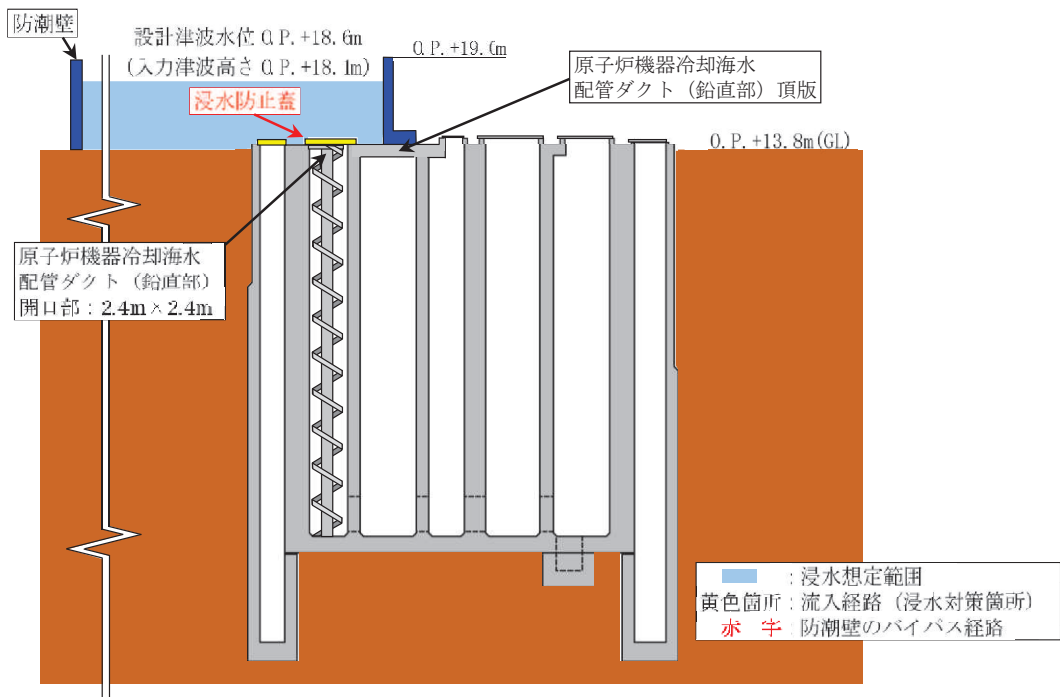 防潮壁
設計津波水位 O.P.+18.6m
(入力津波高さ O.P.+18.1m)
O.P.+19.0m
浸水防止蓋
原子炉機器冷却海水
配管ダクト（鉛直部）頂版
O.P.+13.8m(GL)
原子炉機器冷却海水
配管ダクト（鉛直部）
開口部：2.4m×2.4m
：浸水想定範囲
黄色箇所：流入経路（浸水対策箇所）
赤　字：防潮壁のバイパス経路